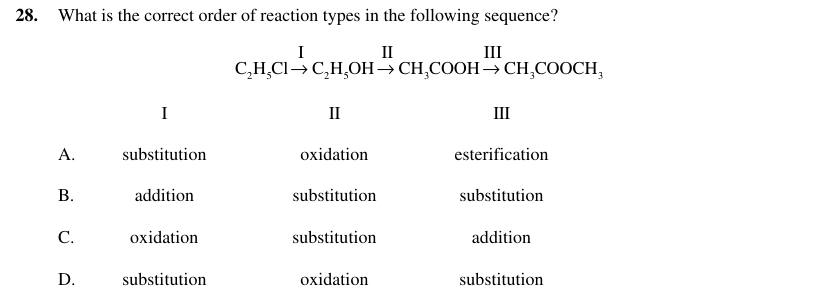 28. What is the correct order of reaction types in the following sequence?
I II III
C₂H₅Cl → C₂H₅OH → CH₃COOH → CH₃COOCH₃
I II III
A. substitution oxidation esterification
B. addition substitution substitution
C. oxidation substitution addition
D. substitution oxidation substitution